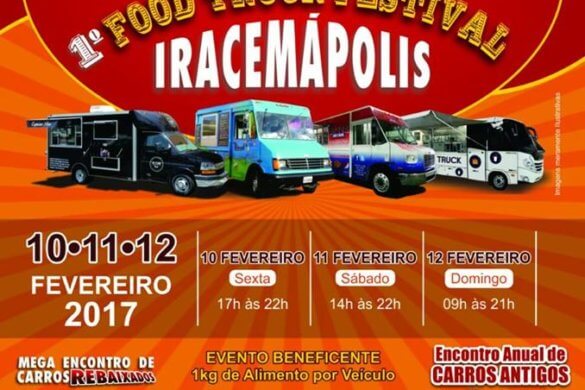 1º FOOD TRUCK FESTIVAL
IRACEMÁPOLIS
TRUCK
Imagens meramente ilustrativas
10•11•12
FEVEREIRO
2017
10 FEVEREIRO
Sexta
17h às 22h
11 FEVEREIRO
Sábado
14h às 22h
12 FEVEREIRO
Domingo
09h às 21h
MEGA ENCONTRO DE
CARROS REBAIXADOS
EVENTO BENEFICENTE
1kg de Alimento por Veículo
Encontro Anual de
CARROS ANTIGOS